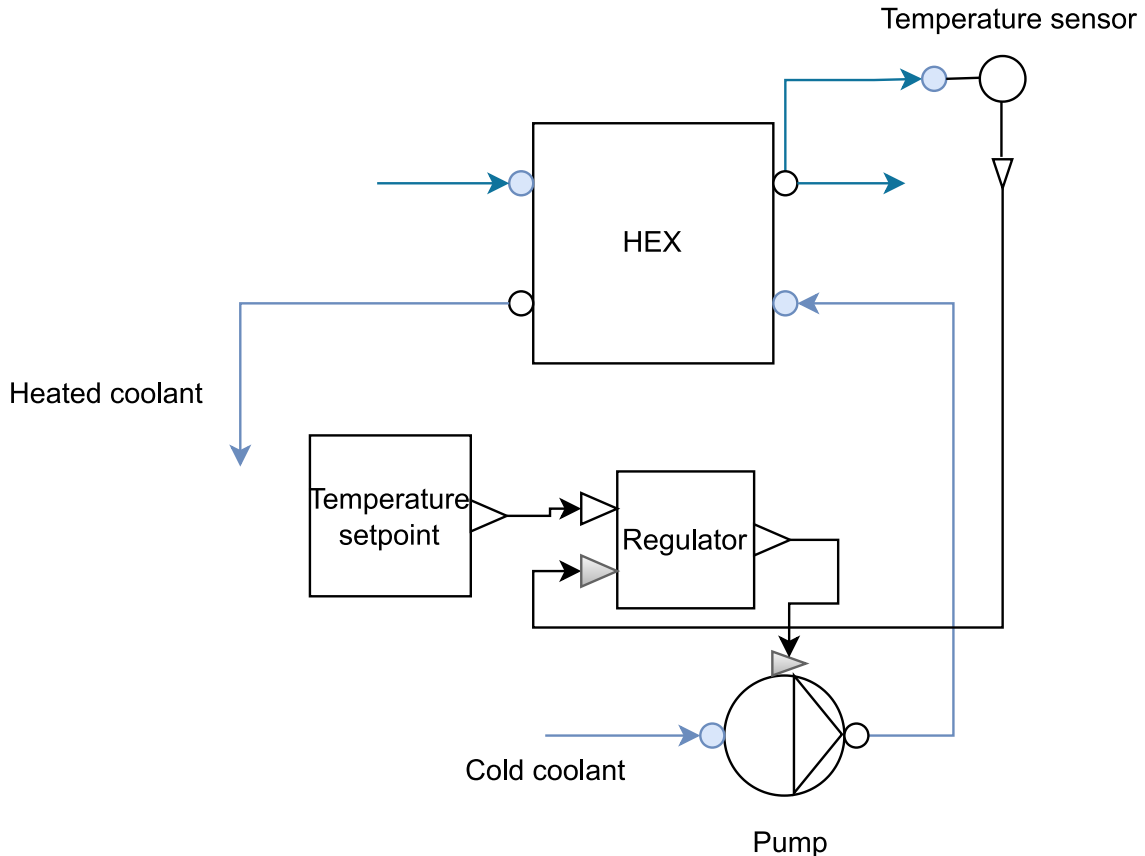 Temperature sensor
HEX
Heated coolant
Temperature
setpoint
Regulator
Cold coolant
Pump